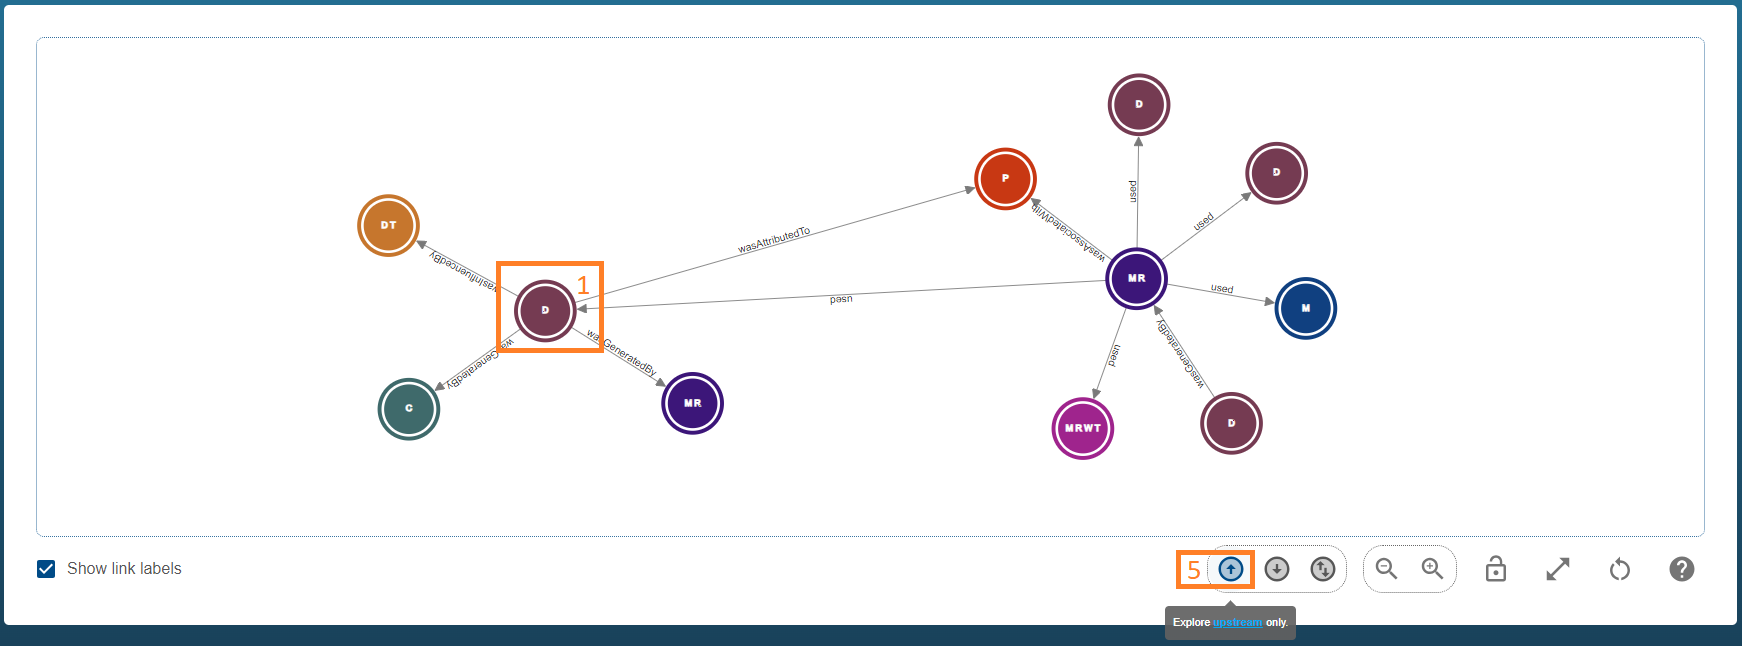 D
P
D
DT
wasAttributedTo
wasAssociatedWith
used
used
wasInfluencedBy
MR
1
D
used
used
M
wasGeneratedBy
wasGeneratedBy
used
wasGeneratedBy
C
MR
MRWT
D
Show link labels
5
?
Explore upstream only.